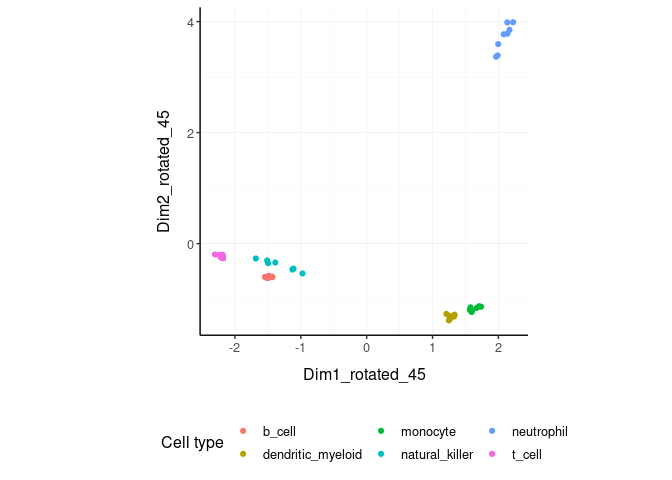 4
2
0
Dim2_rotated_45
-2 -1 0 1 2
Dim1_rotated_45
Cell type
b_cell monocyte neutrophil
dendritic_myeloid natural_killer t_cell